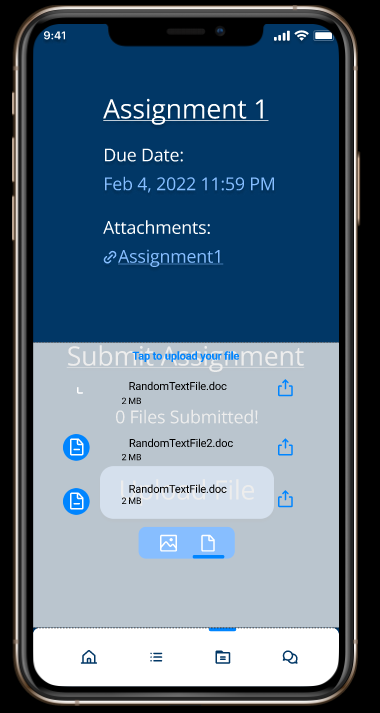 9:41
Assignment 1
Due Date:
Feb 4, 2022 11:59 PM
Attachments:
Assignment1
Submit Assignment
Tap to upload your file
RandomTextFile.doc
2 MB
0 Files Submitted!
RandomTextFile2.doc
2 MB
Upload File
RandomTextFile.doc
2 MB